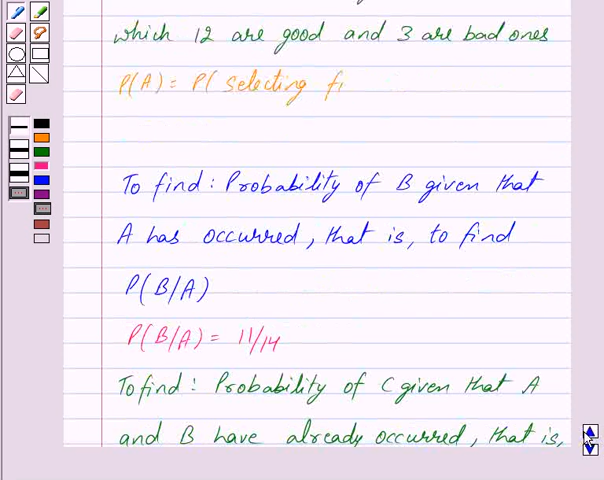 which 12 are good and 3 are bad ones
P(A) = P( Selecting fi
To find : Probability of B given that
A has occurred, that is, to find
P(B/A)
P(B/A) = 11/14
To find : Probability of C given that A
and B have already occurred, that is,